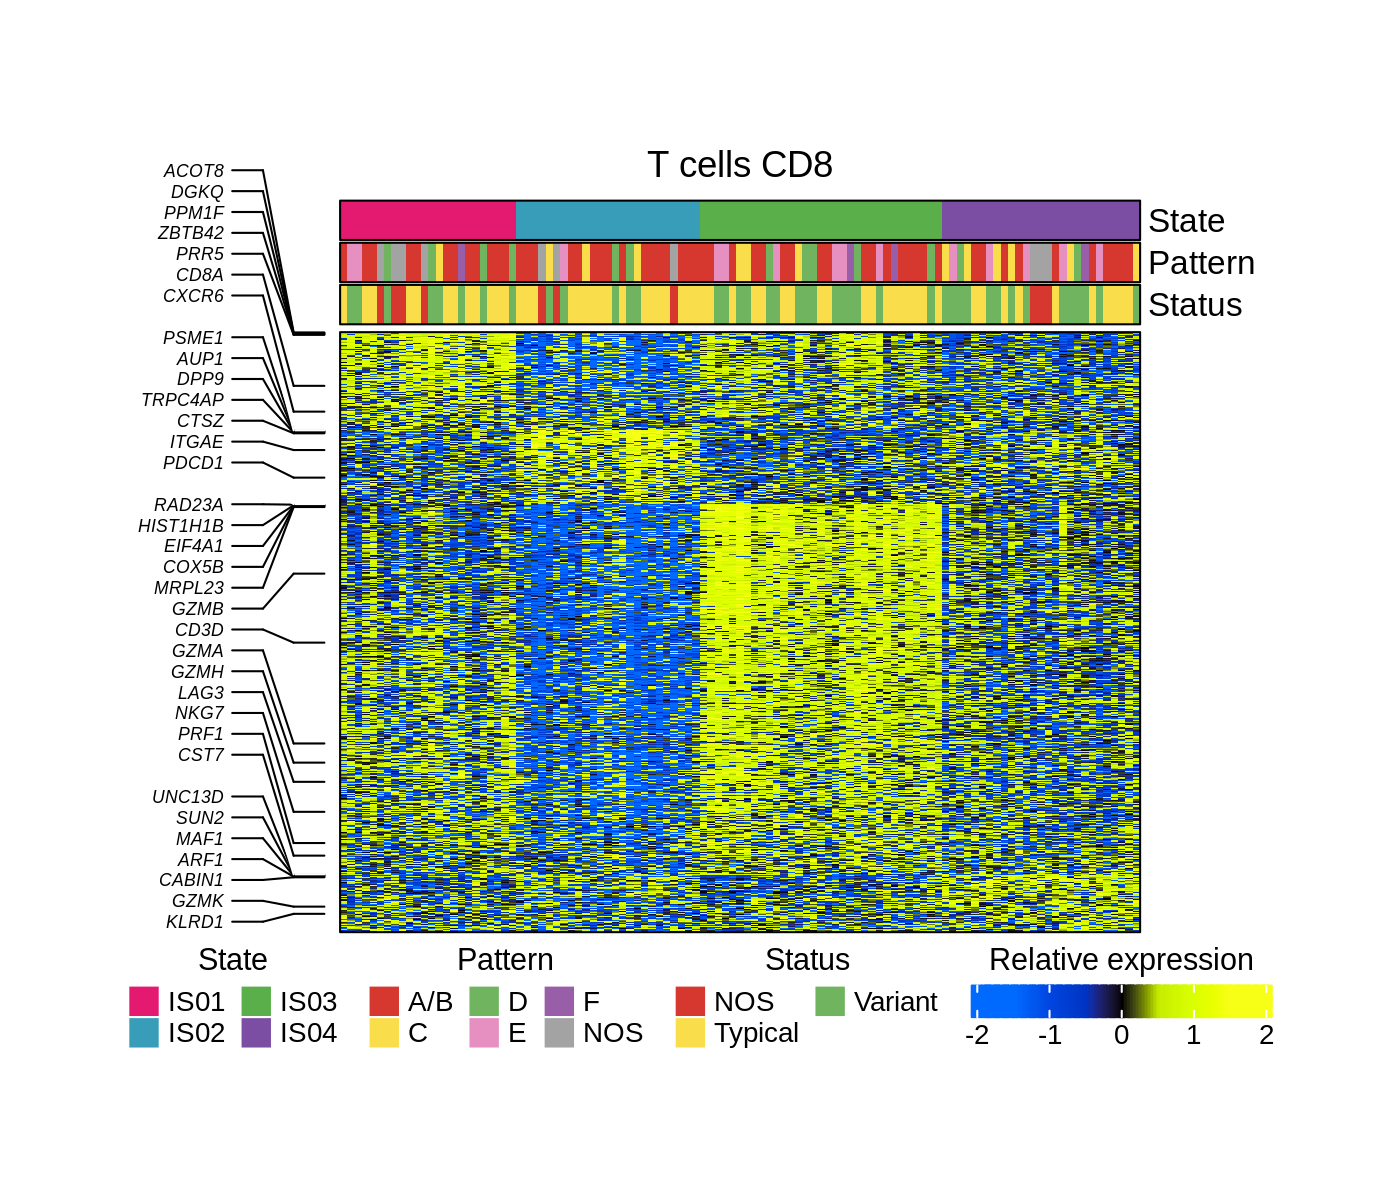 T cells CD8
State
Pattern
Status
ACOT8
DGKQ
PPM1F
ZBTB42
PRR5
CD8A
CXCR6
PSME1
AUP1
DPP9
TRPC4AP
CTSZ
ITGAE
PDCD1
RAD23A
HIST1H1B
EIF4A1
COX5B
MRPL23
GZMB
CD3D
GZMA
GZMH
LAG3
NKG7
PRF1
CST7
UNC13D
SUN2
MAF1
ARF1
CABIN1
GZMK
KLRD1
State Pattern Status Relative expression
IS01 IS03 A/B D F NOS Variant
IS02 IS04 C E NOS Typical
-2 -1 0 1 2